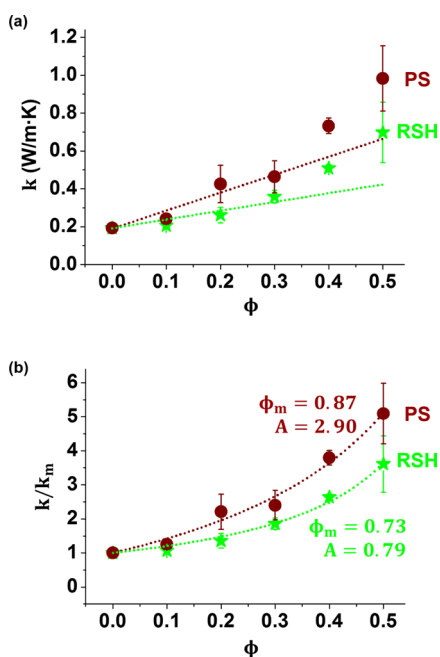 (a)
1.2
1.0
0.8
0.6
0.4
0.2
0.0
k (W/m·K)
PS
RSH
0.0 0.1 0.2 0.3 0.4 0.5
ϕ
(b)
6
5
4
3
2
1
0
k/k_m
ϕ_m = 0.87
A = 2.90
PS
RSH
ϕ_m = 0.73
A = 0.79
0.0 0.1 0.2 0.3 0.4 0.5
ϕ